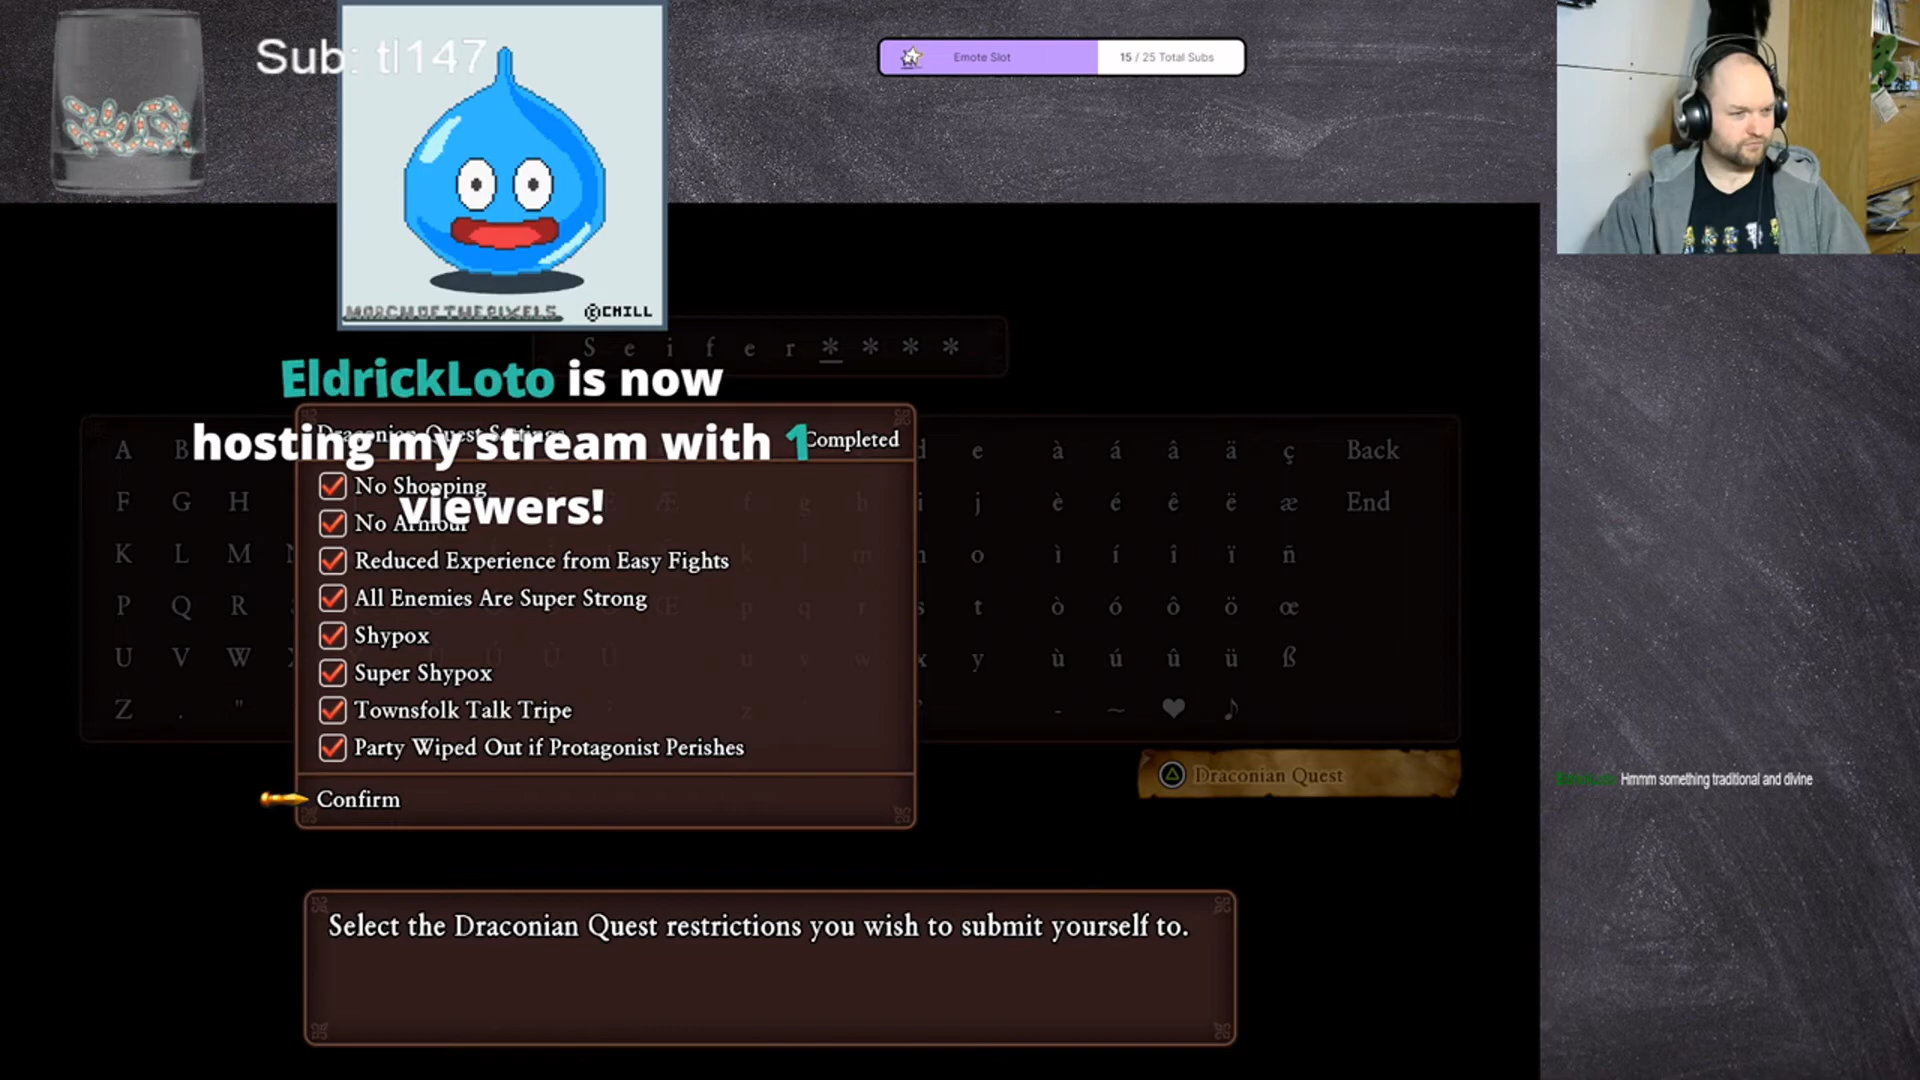 Sub: tl147
Emote Slot
15 / 25 Total Subs
MARCHOFTHEPIXELS ©CHILL
S e i f e r * * * *
EldrickLoto is now
hosting my stream with 1
viewers!
Draconian Quest Settings
Completed
No Shopping
No Armour
Reduced Experience from Easy Fights
All Enemies Are Super Strong
Shypox
Super Shypox
Townsfolk Talk Tripe
Party Wiped Out if Protagonist Perishes
Confirm
A B d e à á â ä ç Back
F G H f g h i j è é ê ë æ End
K L M k l m n o ì í î ï ñ
P Q R p q r s t ò ó ô ö œ
U V W u v w x y ù ú û ü ß
Z . " z - ~ ♥ ♪
Draconian Quest
Hmmm something traditional and divine
Select the Draconian Quest restrictions you wish to submit yourself to.